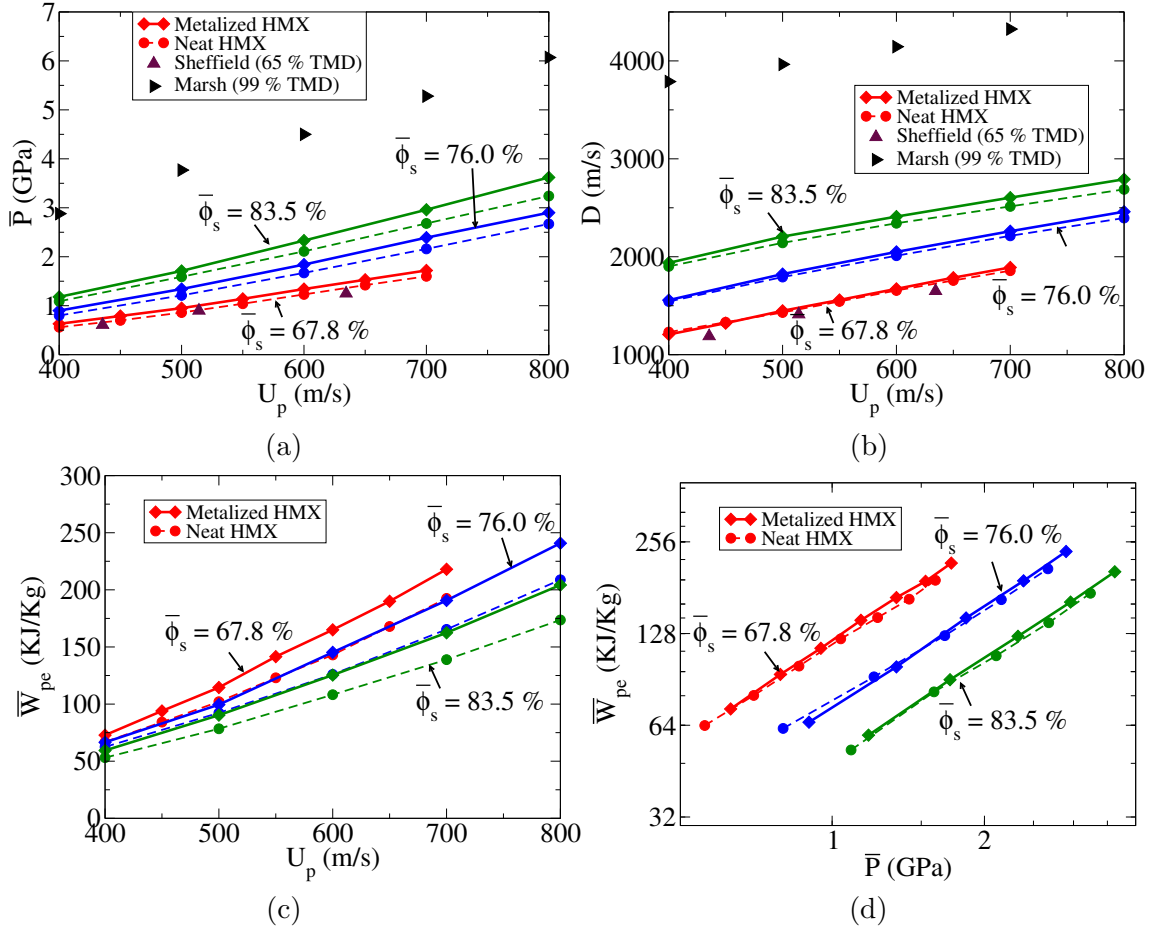 7
6
5
4
3
2
1
0
P̅ (GPa)
Metalized HMX
Neat HMX
Sheffield (65 % TMD)
Marsh (99 % TMD)
ϕ̅s = 76.0 %
ϕ̅s = 83.5 %
ϕ̅s = 67.8 %
400 500 600 700 800
Up (m/s)
(a)
4000
3000
2000
1000
D (m/s)
Metalized HMX
Neat HMX
Sheffield (65 % TMD)
Marsh (99 % TMD)
ϕ̅s = 83.5 %
ϕ̅s = 76.0 %
ϕ̅s = 67.8 %
400 500 600 700 800
Up (m/s)
(b)
300
250
200
150
100
50
0
W̅pe (KJ/Kg)
Metalized HMX
Neat HMX
ϕ̅s = 76.0 %
ϕ̅s = 67.8 %
ϕ̅s = 83.5 %
400 500 600 700 800
Up (m/s)
(c)
256
128
64
32
W̅pe (KJ/Kg)
Metalized HMX
Neat HMX
ϕ̅s = 76.0 %
ϕ̅s = 67.8 %
ϕ̅s = 83.5 %
1 2
P̅ (GPa)
(d)